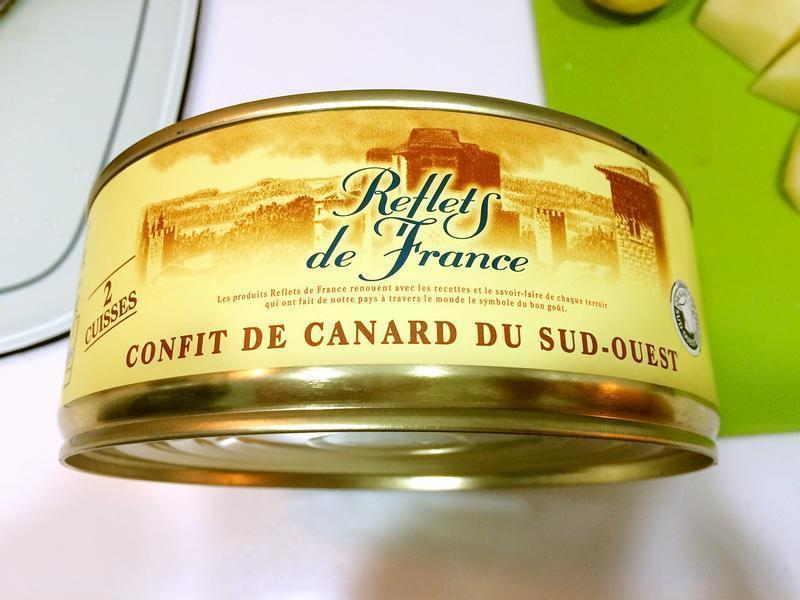 Reflets
de France
Les produits Reflets de France renouent avec les recettes et le savoir-faire de chaque terroir
qui ont fait de notre pays à travers le monde le symbole du bon goût.
2
CUISSES
CONFIT DE CANARD DU SUD-OUEST